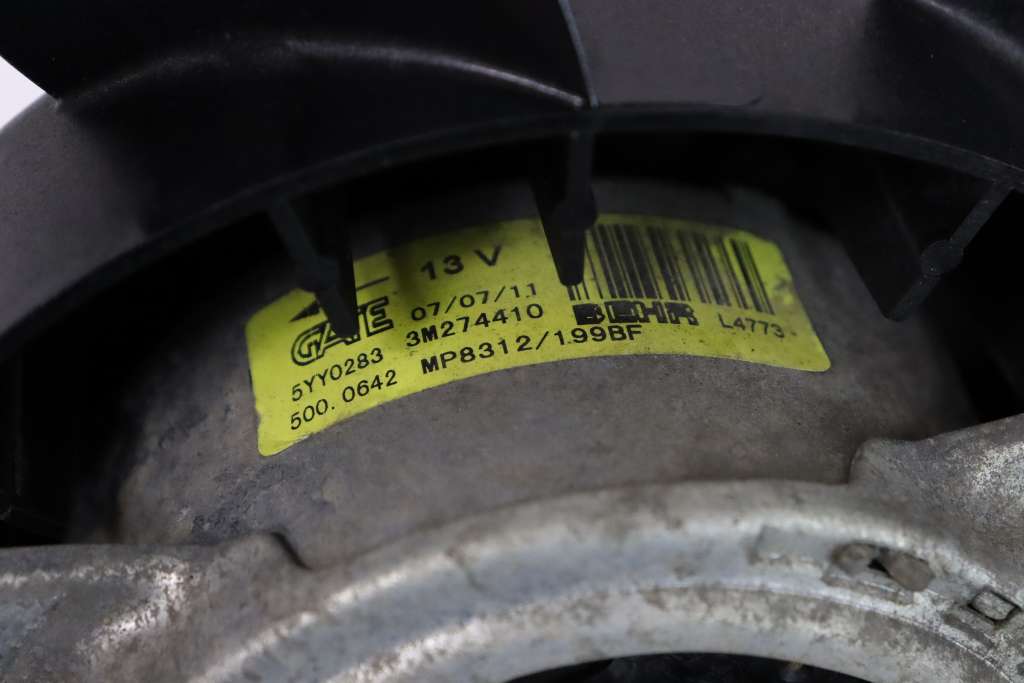 13 V
GATE 07/07/11
5YY0283 3M274410 BEHR L4773
500.0642 MP8312/1.99BF